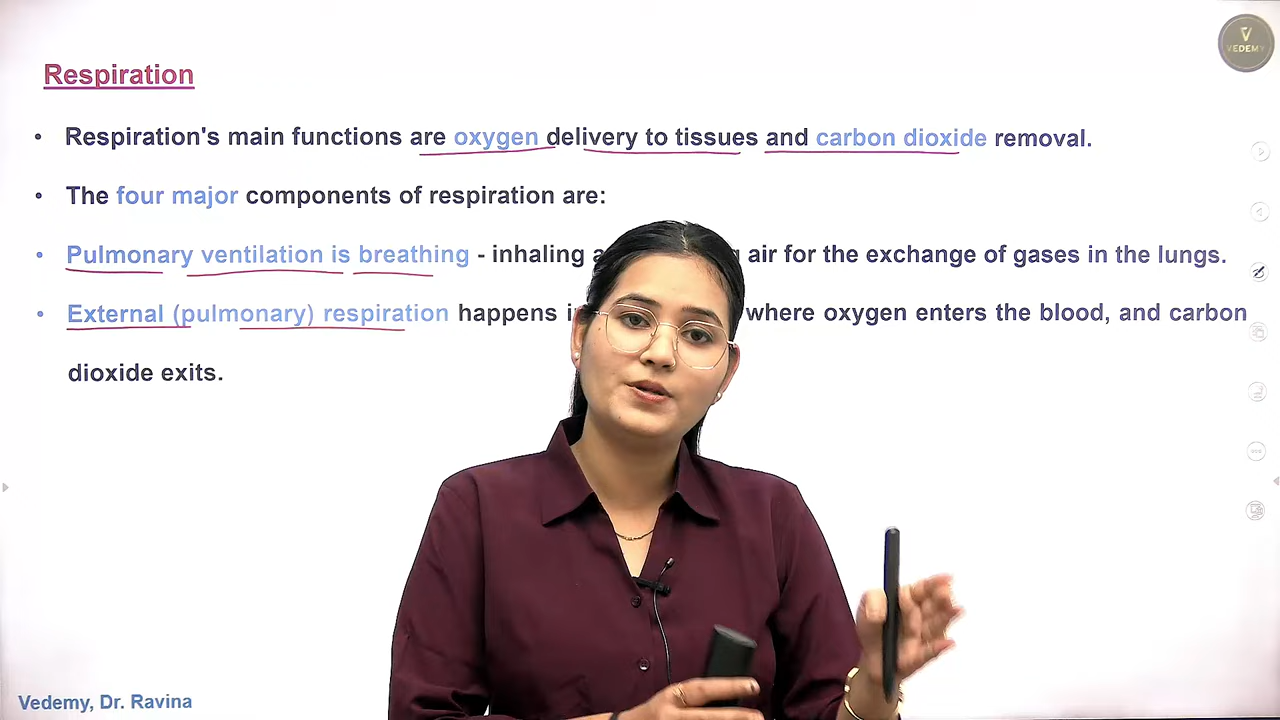 VEDEMY
Respiration
• Respiration's main functions are oxygen delivery to tissues and carbon dioxide removal.
• The four major components of respiration are:
• Pulmonary ventilation is breathing - inhaling air for the exchange of gases in the lungs.
• External (pulmonary) respiration happens where oxygen enters the blood, and carbon
dioxide exits.
Vedemy, Dr. Ravina